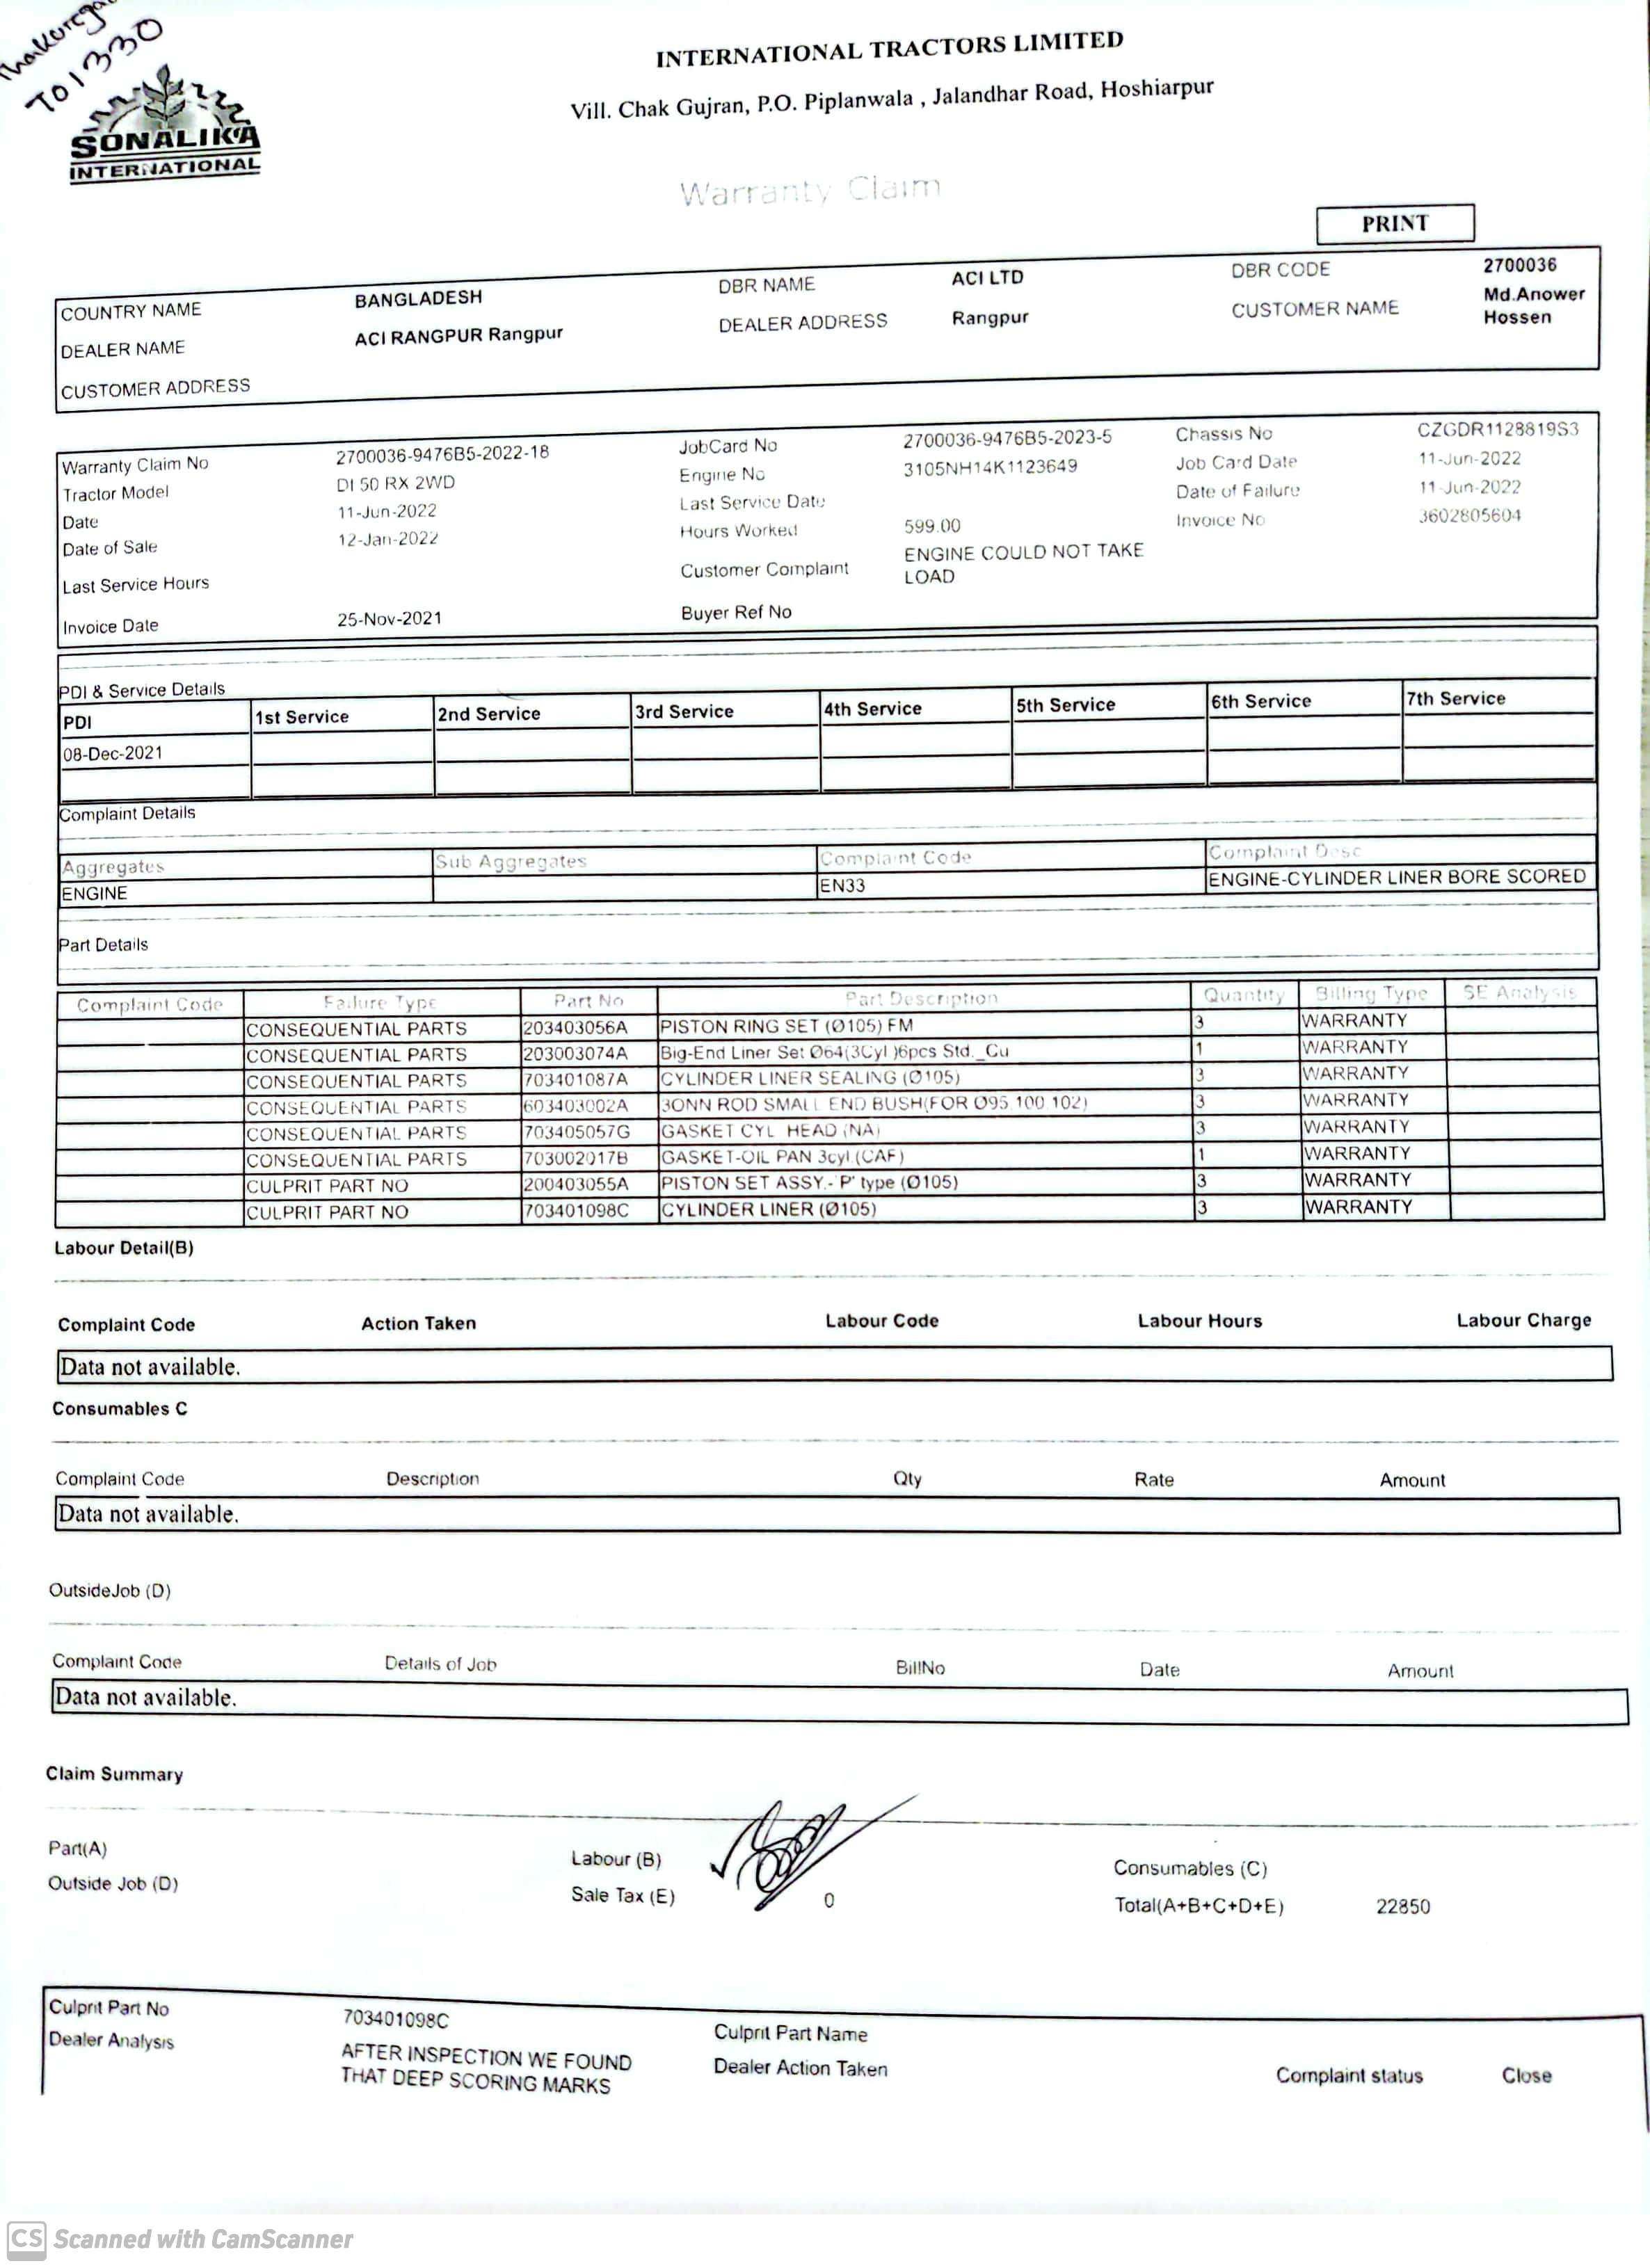 TO1330
SONALIKA
INTERNATIONAL
INTERNATIONAL TRACTORS LIMITED
Vill. Chak Gujran, P.O. Piplanwala , Jalandhar Road, Hoshiarpur
Warranty Claim
PRINT
COUNTRY NAME BANGLADESH DBR NAME ACI LTD DBR CODE 2700036
DEALER NAME ACI RANGPUR Rangpur DEALER ADDRESS Rangpur CUSTOMER NAME Md.Anower
Hossen
CUSTOMER ADDRESS
Warranty Claim No 2700036-9476B5-2022-18 JobCard No 2700036-9476B5-2023-5 Chassis No CZGDR1128819S3
Tractor Model DI 50 RX 2WD Engine No 3105NH14K1123649 Job Card Date 11-Jun-2022
Date 11-Jun-2022 Last Service Date Date of Failure 11-Jun-2022
Date of Sale 12-Jan-2022 Hours Worked 599.00 Invoice No 3602805604
Last Service Hours Customer Complaint ENGINE COULD NOT TAKE
LOAD
Invoice Date 25-Nov-2021 Buyer Ref No
PDI & Service Details
PDI 1st Service 2nd Service 3rd Service 4th Service 5th Service 6th Service 7th Service
08-Dec-2021
Complaint Details
Aggregates Sub Aggregates Complaint Code Complaint Desc
ENGINE EN33 ENGINE-CYLINDER LINER BORE SCORED
Part Details
Complaint Code Failure Type Part No Part Description Quantity Billing Type SE Analysis
CONSEQUENTIAL PARTS 203403056A PISTON RING SET (Ø105) FM 3 WARRANTY
CONSEQUENTIAL PARTS 203003074A Big-End Liner Set Ø64(3Cyl )6pcs Std._Cu 1 WARRANTY
CONSEQUENTIAL PARTS 703401087A CYLINDER LINER SEALING (Ø105) 3 WARRANTY
CONSEQUENTIAL PARTS 603403002A 3ONN ROD SMALL END BUSH(FOR Ø95 100 102) 3 WARRANTY
CONSEQUENTIAL PARTS 703405057G GASKET CYL HEAD (NA) 3 WARRANTY
CONSEQUENTIAL PARTS 703002017B GASKET-OIL PAN 3cyl.(CAF) 1 WARRANTY
CULPRIT PART NO 200403055A PISTON SET ASSY.-'P' type (Ø105) 3 WARRANTY
CULPRIT PART NO 703401098C CYLINDER LINER (Ø105) 3 WARRANTY
Labour Detail(B)
Complaint Code Action Taken Labour Code Labour Hours Labour Charge
Data not available.
Consumables C
Complaint Code Description Qty Rate Amount
Data not available.
OutsideJob (D)
Complaint Code Details of Job BillNo Date Amount
Data not available.
Claim Summary
Part(A) Labour (B) Consumables (C)
Outside Job (D) Sale Tax (E) 0 Total(A+B+C+D+E) 22850
Culprit Part No 703401098C Culprit Part Name
Dealer Analysis AFTER INSPECTION WE FOUND
THAT DEEP SCORING MARKS Dealer Action Taken Complaint status Close
CS Scanned with CamScanner